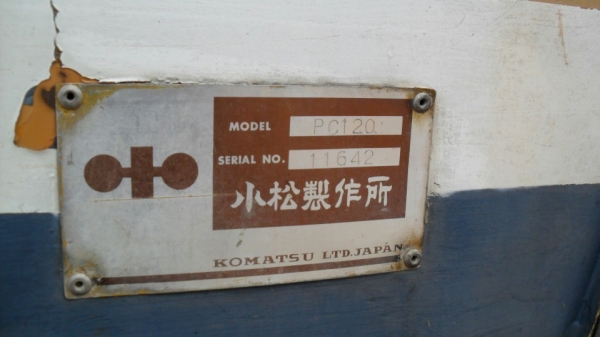 MODEL PC120
SERIAL NO. 11642
小松製作所
KOMATSU LTD. JAPAN